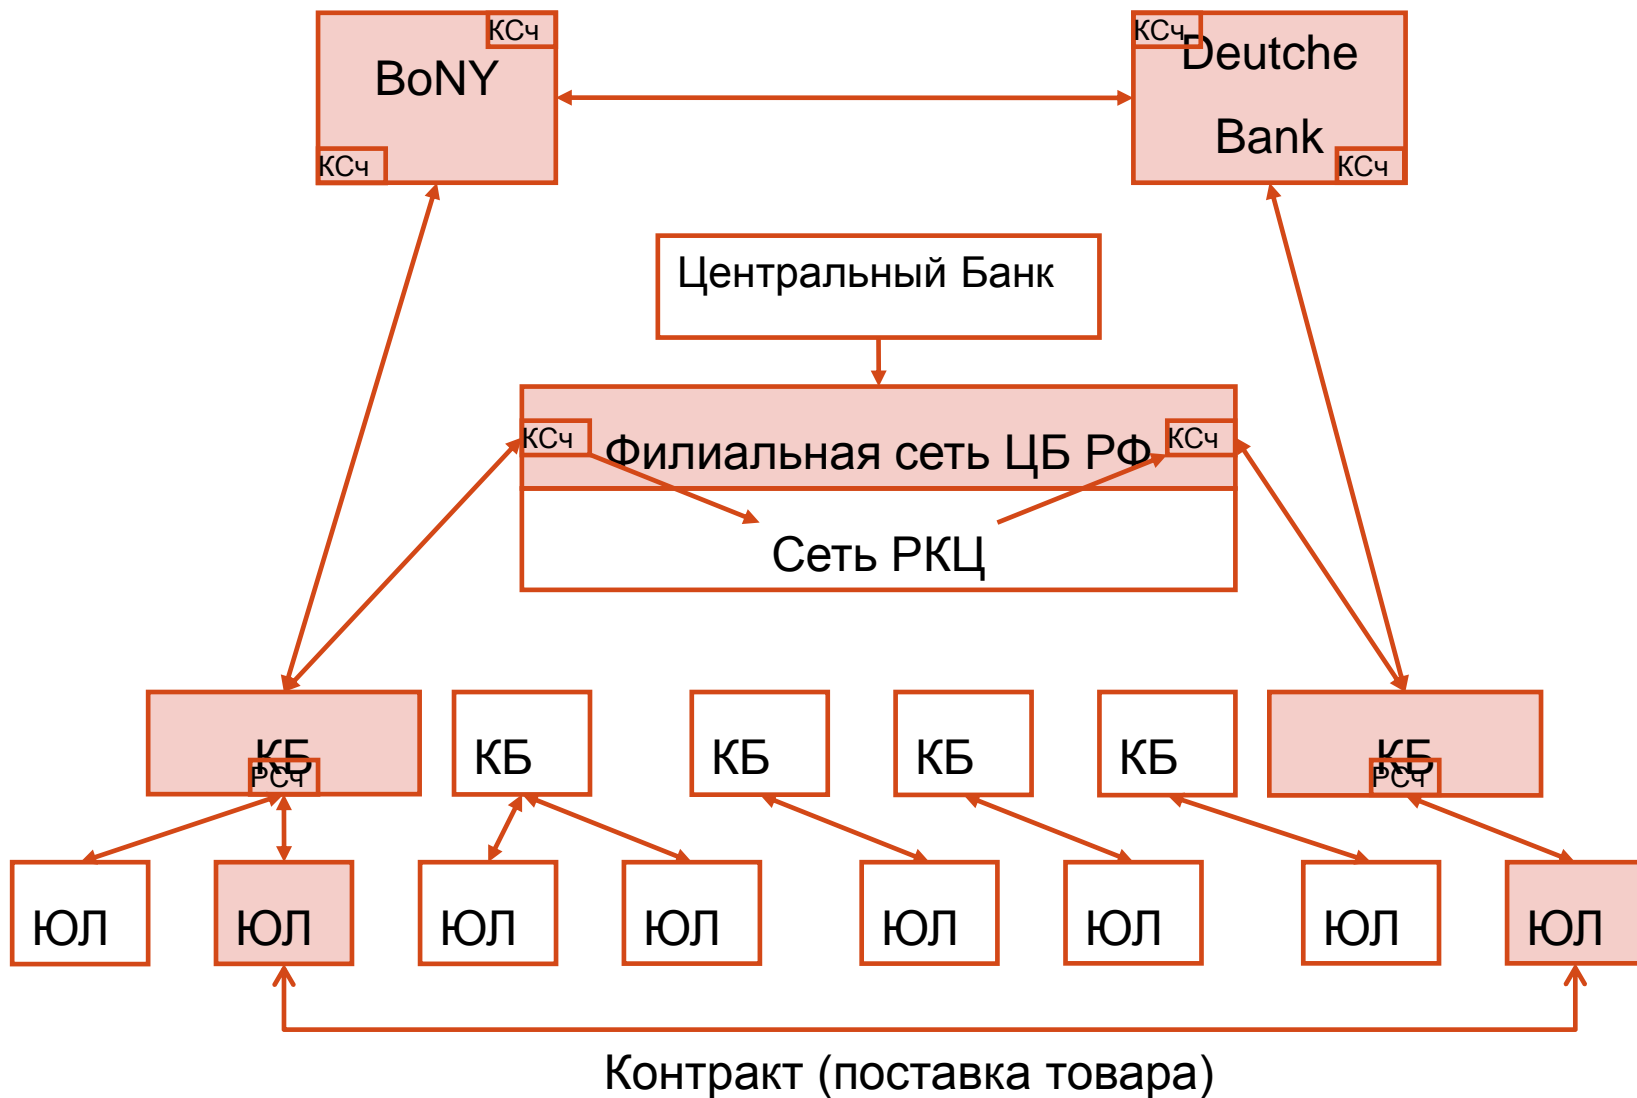 КСч
BoNY
КСч
КСч
Deutche
Bank
КСч
Центральный Банк
КСч
Филиальная сеть ЦБ РФ
КСч
Сеть РКЦ
КБ
РСч
КБ
КБ
КБ
КБ
КБ
РСч
ЮЛ
ЮЛ
ЮЛ
ЮЛ
ЮЛ
ЮЛ
ЮЛ
ЮЛ
Контракт (поставка товара)